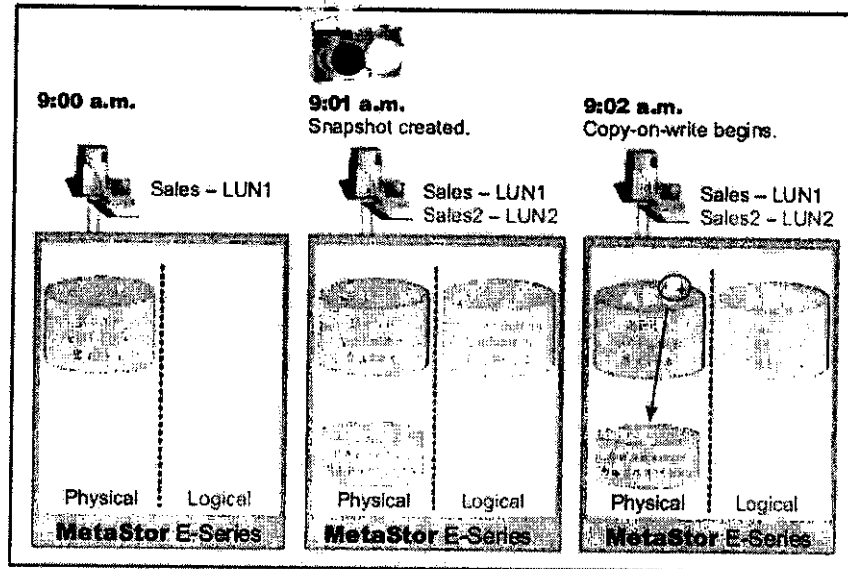 9:00 a.m.
Sales – LUN1
Physical
Logical
MetaStor E-Series
9:01 a.m.
Snapshot created.
Sales – LUN1
Sales2 – LUN2
Physical
Logical
MetaStor E-Series
9:02 a.m.
Copy-on-write begins.
Sales – LUN1
Sales2 – LUN2
Physical
Logical
MetaStor E-Series